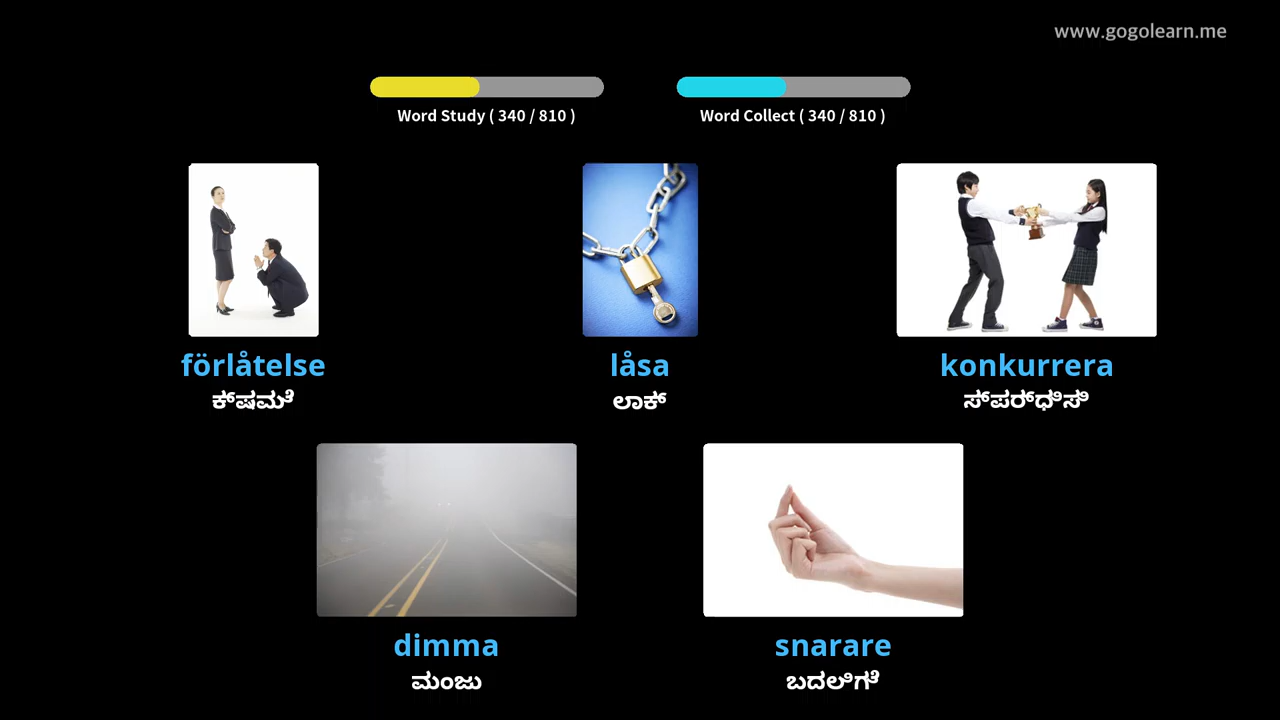 www.gogolearn.me
Word Study ( 340 / 810 )
Word Collect ( 340 / 810 )
förlåtelse
ಕ್ಷಮೆ
låsa
ಲಾಕ್
konkurrera
ಸ್ಪರ್ಧಿಸಿ
dimma
ಮಂಜು
snarare
ಬದಲಿಗೆ